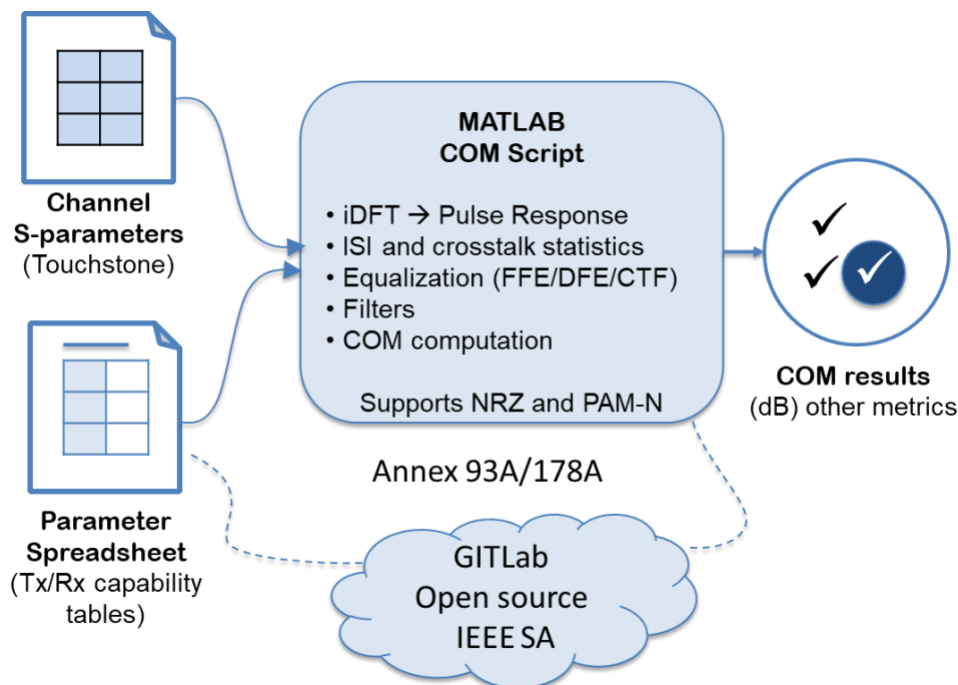 Channel
S-parameters
(Touchstone)
Parameter
Spreadsheet
(Tx/Rx capability
tables)
MATLAB
COM Script
• iDFT → Pulse Response
• ISI and crosstalk statistics
• Equalization (FFE/DFE/CTF)
• Filters
• COM computation
Supports NRZ and PAM-N
Annex 93A/178A
GITLab
Open source
IEEE SA
COM results
(dB) other metrics